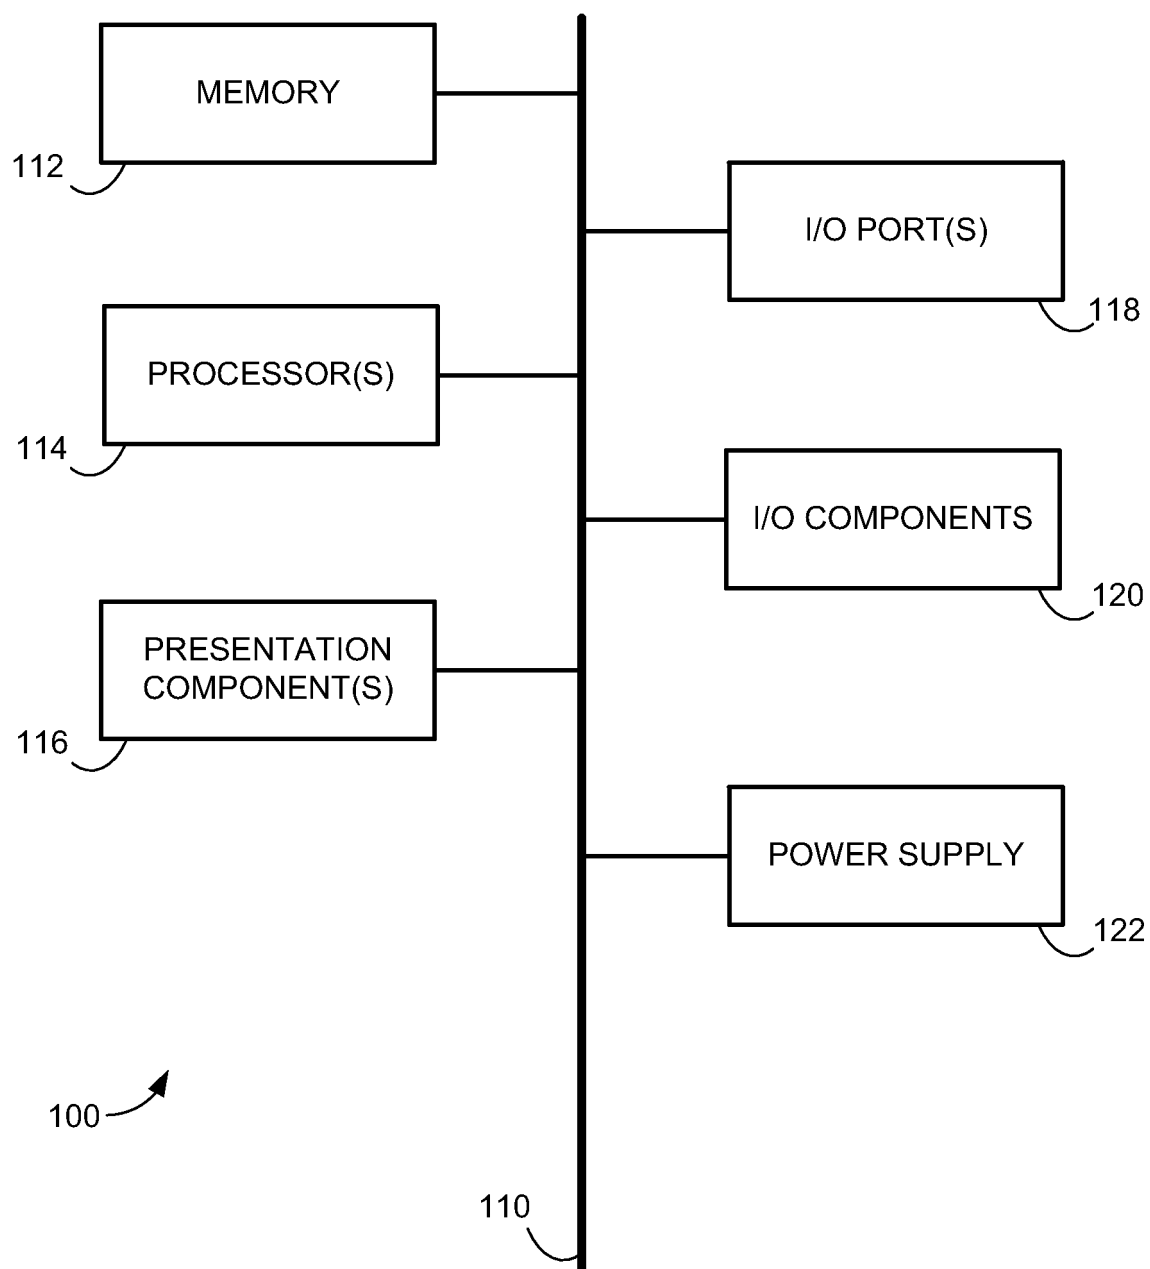 MEMORY
112
I/O PORT(S)
118
PROCESSOR(S)
114
I/O COMPONENTS
120
PRESENTATION
COMPONENT(S)
116
POWER SUPPLY
122
100
110